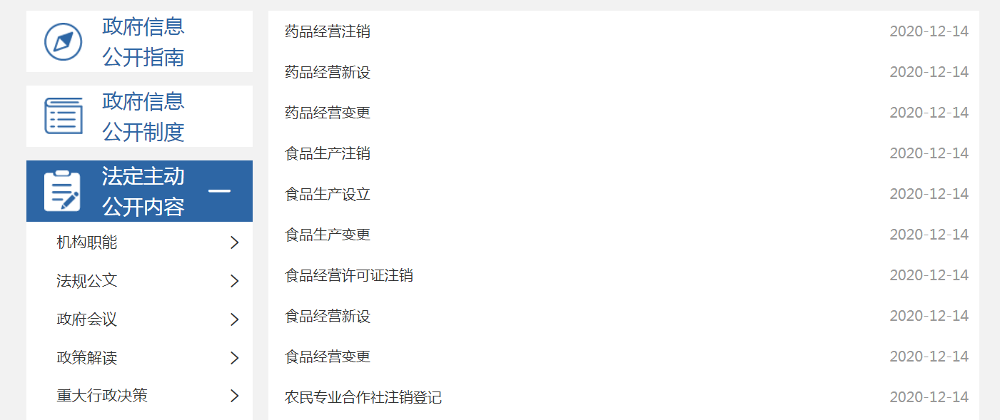 政府信息
公开指南
政府信息
公开制度
法定主动
公开内容
机构职能
法规公文
政府会议
政策解读
重大行政决策
药品经营注销 2020-12-14
药品经营新设 2020-12-14
药品经营变更 2020-12-14
食品生产注销 2020-12-14
食品生产设立 2020-12-14
食品生产变更 2020-12-14
食品经营许可证注销 2020-12-14
食品经营新设 2020-12-14
食品经营变更 2020-12-14
农民专业合作社注销登记 2020-12-14